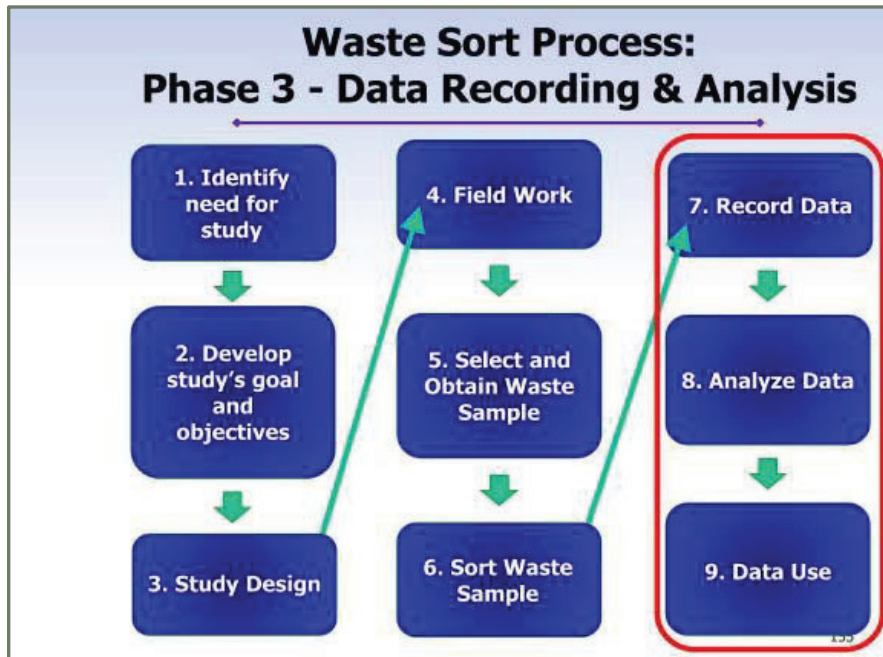 Waste Sort Process:
Phase 3 - Data Recording & Analysis
1. Identify
need for
study
2. Develop
study's goal
and
objectives
3. Study Design
4. Field Work
5. Select and
Obtain Waste
Sample
6. Sort Waste
Sample
7. Record Data
8. Analyze Data
9. Data Use